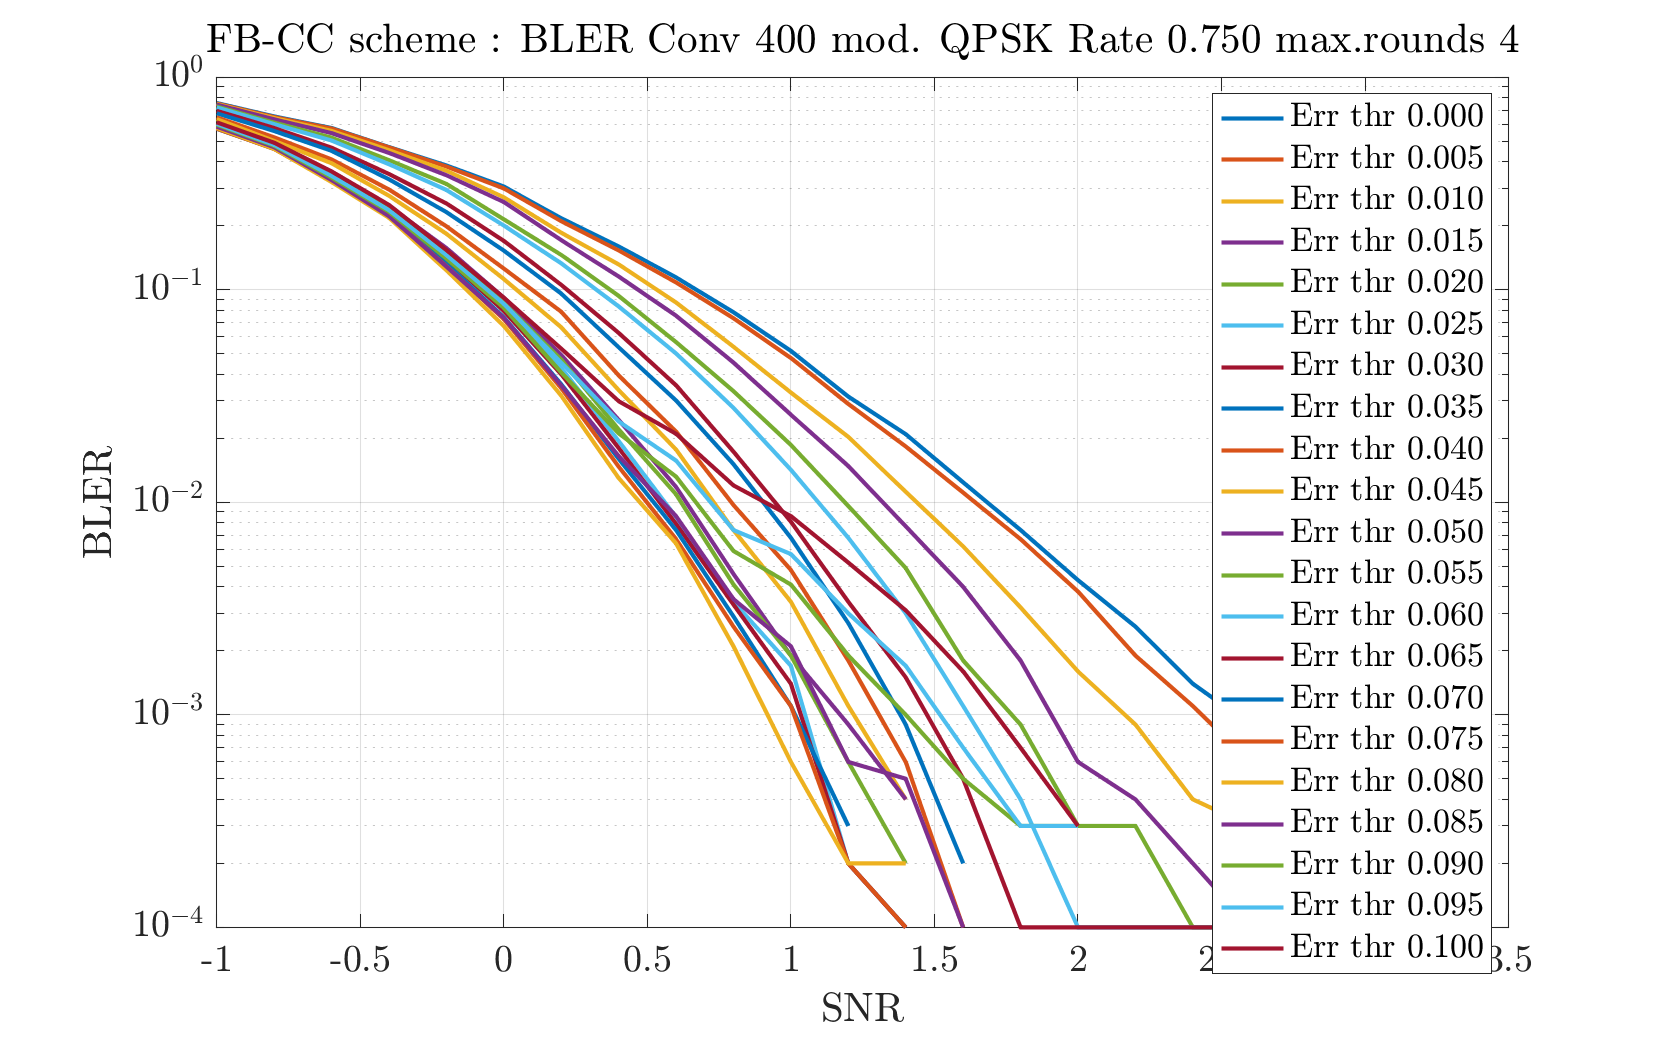 FB-CC scheme : BLER Conv 400 mod. QPSK Rate 0.750 max.rounds 4
10^0
10^{-1}
10^{-2}
10^{-3}
10^{-4}
BLER
-1 -0.5 0 0.5 1 1.5 2
SNR
Err thr 0.000
Err thr 0.005
Err thr 0.010
Err thr 0.015
Err thr 0.020
Err thr 0.025
Err thr 0.030
Err thr 0.035
Err thr 0.040
Err thr 0.045
Err thr 0.050
Err thr 0.055
Err thr 0.060
Err thr 0.065
Err thr 0.070
Err thr 0.075
Err thr 0.080
Err thr 0.085
Err thr 0.090
Err thr 0.095
Err thr 0.100